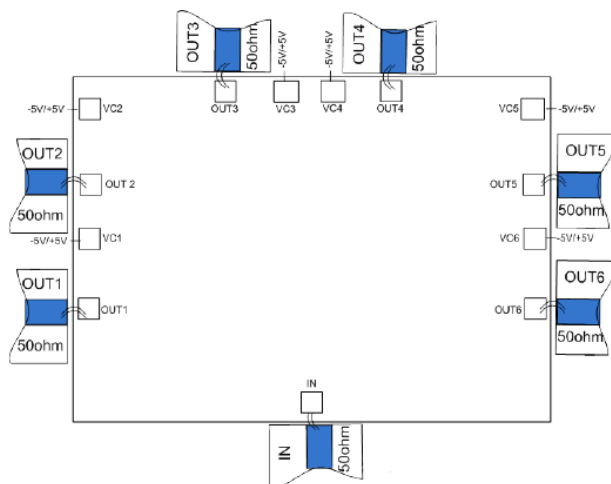 OUT3
50ohm
-5V/+5V
-5V/+5V
OUT4
50ohm
OUT3
VC3
VC4
OUT4
-5V/+5V
VC2
VC5
-5V/+5V
OUT2
50ohm
OUT 2
OUT5
OUT5
50ohm
-5V/+5V
VC1
VC6
-5V/+5V
OUT1
50ohm
OUT1
OUT6
OUT6
50ohm
IN
IN
50ohm